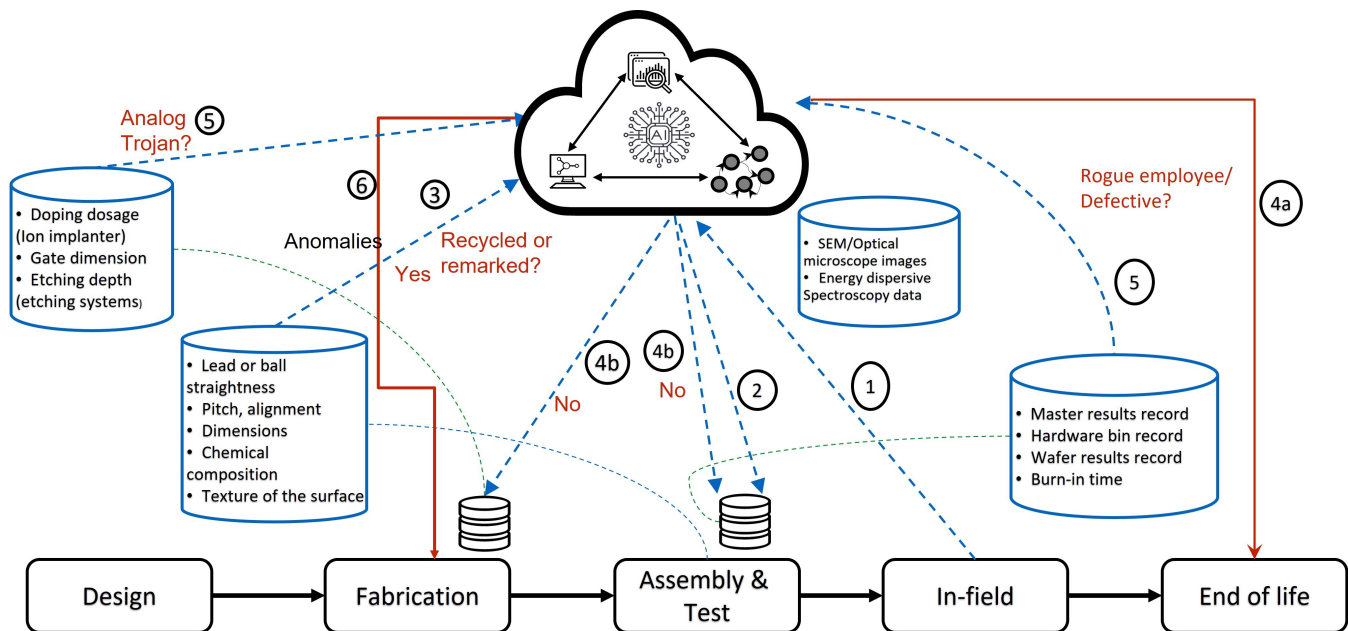 AI
Analog
Trojan?
5
• Doping dosage
(Ion implanter)
• Gate dimension
• Etching depth
(etching systems)
6
3
Anomalies
Yes
Recycled or
remarked?
• Lead or ball
straightness
• Pitch, alignment
• Dimensions
• Chemical
composition
• Texture of the surface
4b
No
4b
No
2
1
• SEM/Optical
microscope images
• Energy dispersive
Spectroscopy data
Rogue employee/
Defective?
4a
5
• Master results record
• Hardware bin record
• Wafer results record
• Burn-in time
Design
Fabrication
Assembly &
Test
In-field
End of life